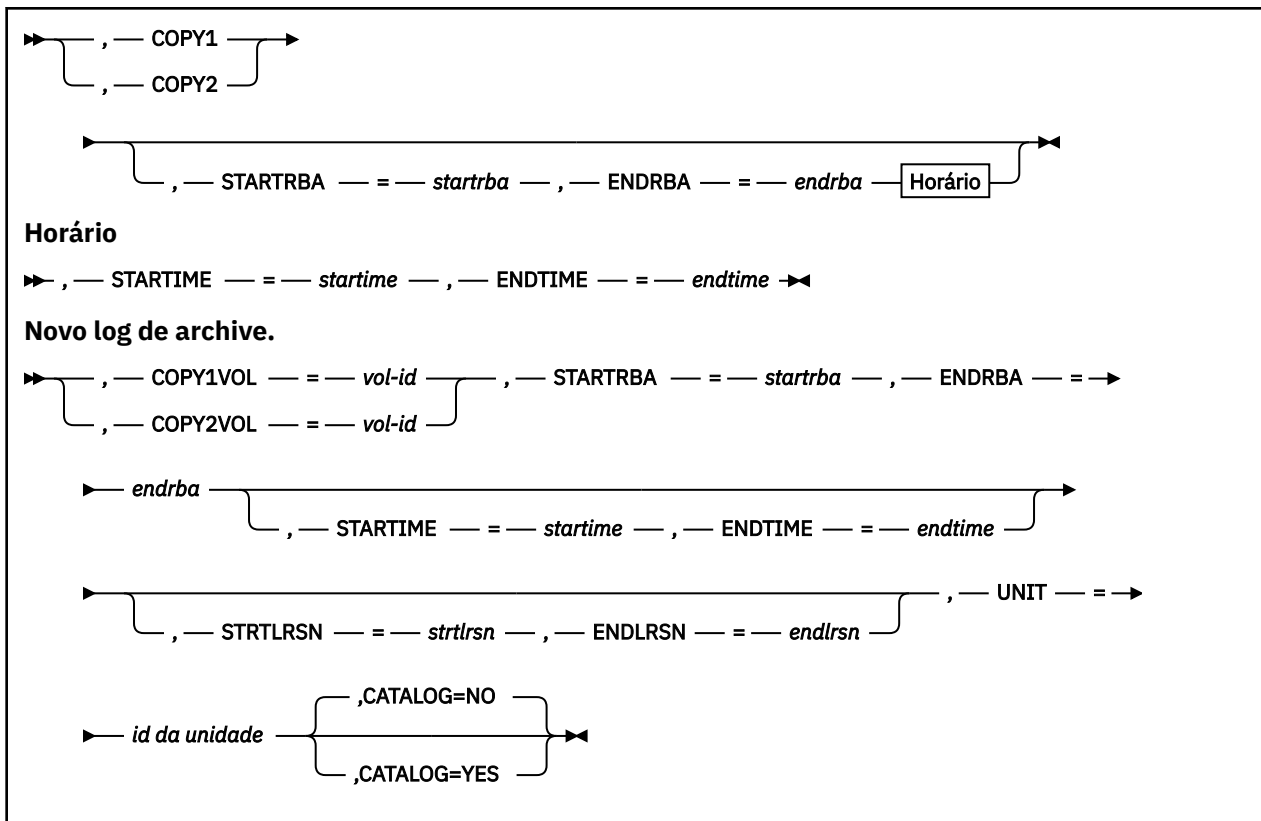 , COPY1
, COPY2
, STARTRBA = startrba , ENDRBA = endrba Horário
Horário
, STARTIME = startime , ENDTIME = endtime
Novo log de archive.
, COPY1VOL = vol-id , STARTRBA = startrba , ENDRBA =
, COPY2VOL = vol-id
endrba
, STARTIME = startime , ENDTIME = endtime
, UNIT =
, STRTLRSN = strtlrsn , ENDLRSN = endlrsn
,CATALOG=NO
id da unidade
,CATALOG=YES